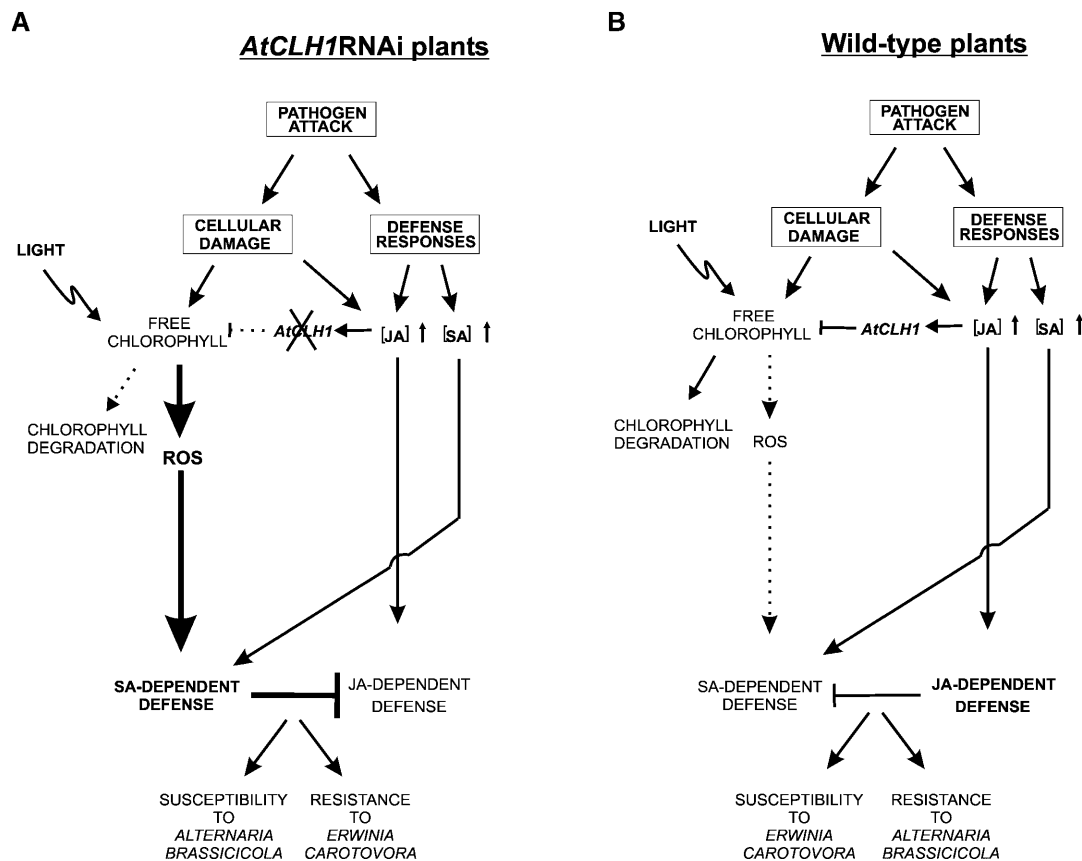 A
AtCLH1RNAi plants
PATHOGEN
ATTACK
CELLULAR
DAMAGE
DEFENSE
RESPONSES
LIGHT
FREE
CHLOROPHYLL
AtCLH1
[JA]
[SA]
CHLOROPHYLL
DEGRADATION
ROS
SA-DEPENDENT
DEFENSE
JA-DEPENDENT
DEFENSE
SUSCEPTIBILITY
TO
ALTERNARIA
BRASSICICOLA
RESISTANCE
TO
ERWINIA
CAROTOVORA
B
Wild-type plants
PATHOGEN
ATTACK
CELLULAR
DAMAGE
DEFENSE
RESPONSES
LIGHT
FREE
CHLOROPHYLL
AtCLH1
[JA]
[SA]
CHLOROPHYLL
DEGRADATION
ROS
SA-DEPENDENT
DEFENSE
JA-DEPENDENT
DEFENSE
SUSCEPTIBILITY
TO
ERWINIA
CAROTOVORA
RESISTANCE
TO
ALTERNARIA
BRASSICICOLA